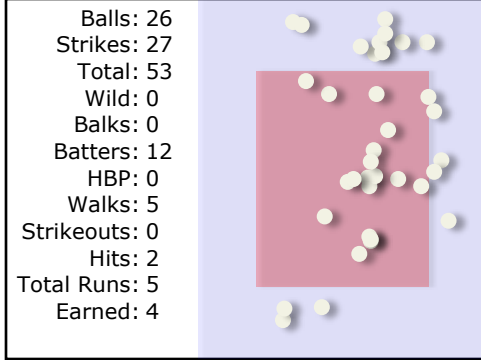 Balls: 26
Strikes: 27
Total: 53
Wild: 0
Balks: 0
Batters: 12
HBP: 0
Walks: 5
Strikeouts: 0
Hits: 2
Total Runs: 5
Earned: 4